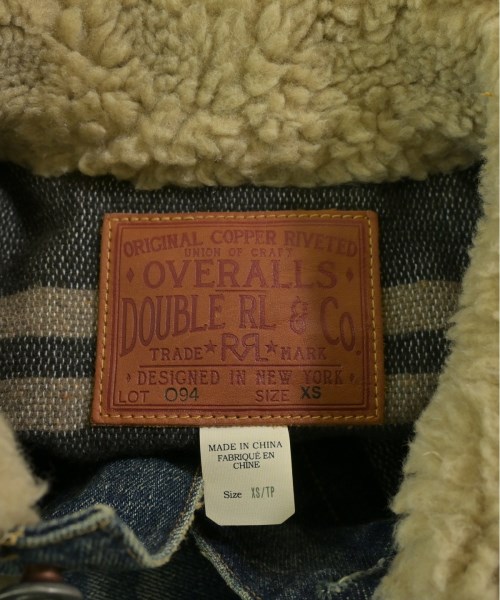 ORIGINAL COPPER RIVETED
UNION OF CRAFT
OVERALLS
DOUBLE RL & Co.
TRADE ★ RRL ★ MARK
DESIGNED IN NEW YORK
LOT 094 SIZE XS
MADE IN CHINA
FABRIQUÉ EN
CHINE
Size XS/TP